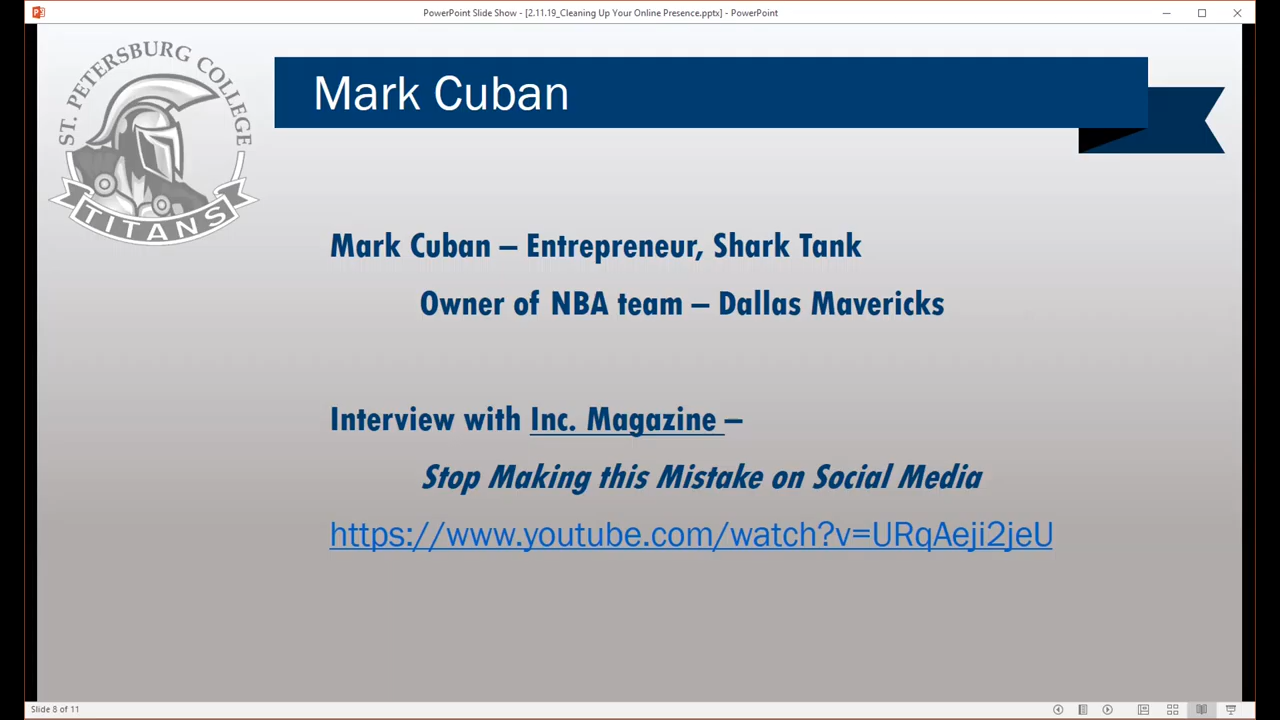 PowerPoint Slide Show - [2.11.19_Cleaning Up Your Online Presence.pptx] - PowerPoint
ST. PETERSBURG COLLEGE
TITANS
Mark Cuban
Mark Cuban – Entrepreneur, Shark Tank
Owner of NBA team – Dallas Mavericks
Interview with Inc. Magazine –
Stop Making this Mistake on Social Media
https://www.youtube.com/watch?v=URqAeji2jeU
Slide 8 of 11